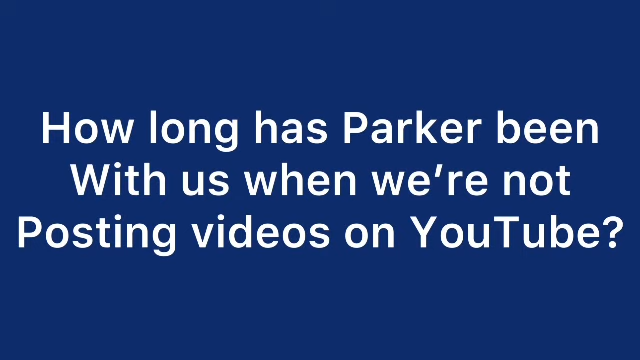 How long has Parker been
With us when we’re not
Posting videos on YouTube?